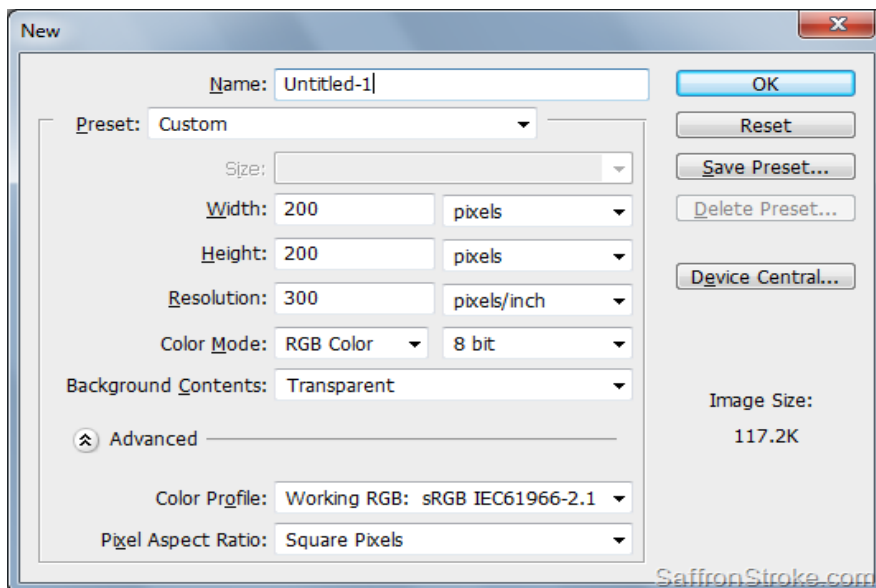 New
Name: Untitled-1
OK
Preset: Custom
Reset
Size:
Save Preset...
Width: 200 pixels
Delete Preset...
Height: 200 pixels
Device Central...
Resolution: 300 pixels/inch
Color Mode: RGB Color 8 bit
Background Contents: Transparent
Image Size:
117.2K
Advanced
Color Profile: Working RGB: sRGB IEC61966-2.1
Pixel Aspect Ratio: Square Pixels
SaffronStroke.com